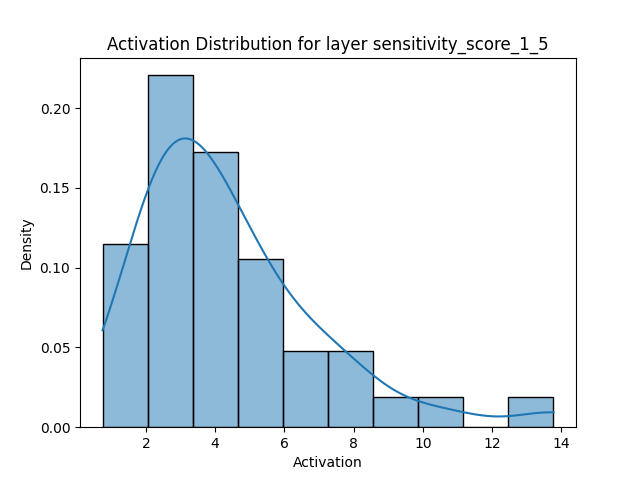 Activation Distribution for layer sensitivity_score_1_5
Density
0.20
0.15
0.10
0.05
0.00
2 4 6 8 10 12 14
Activation